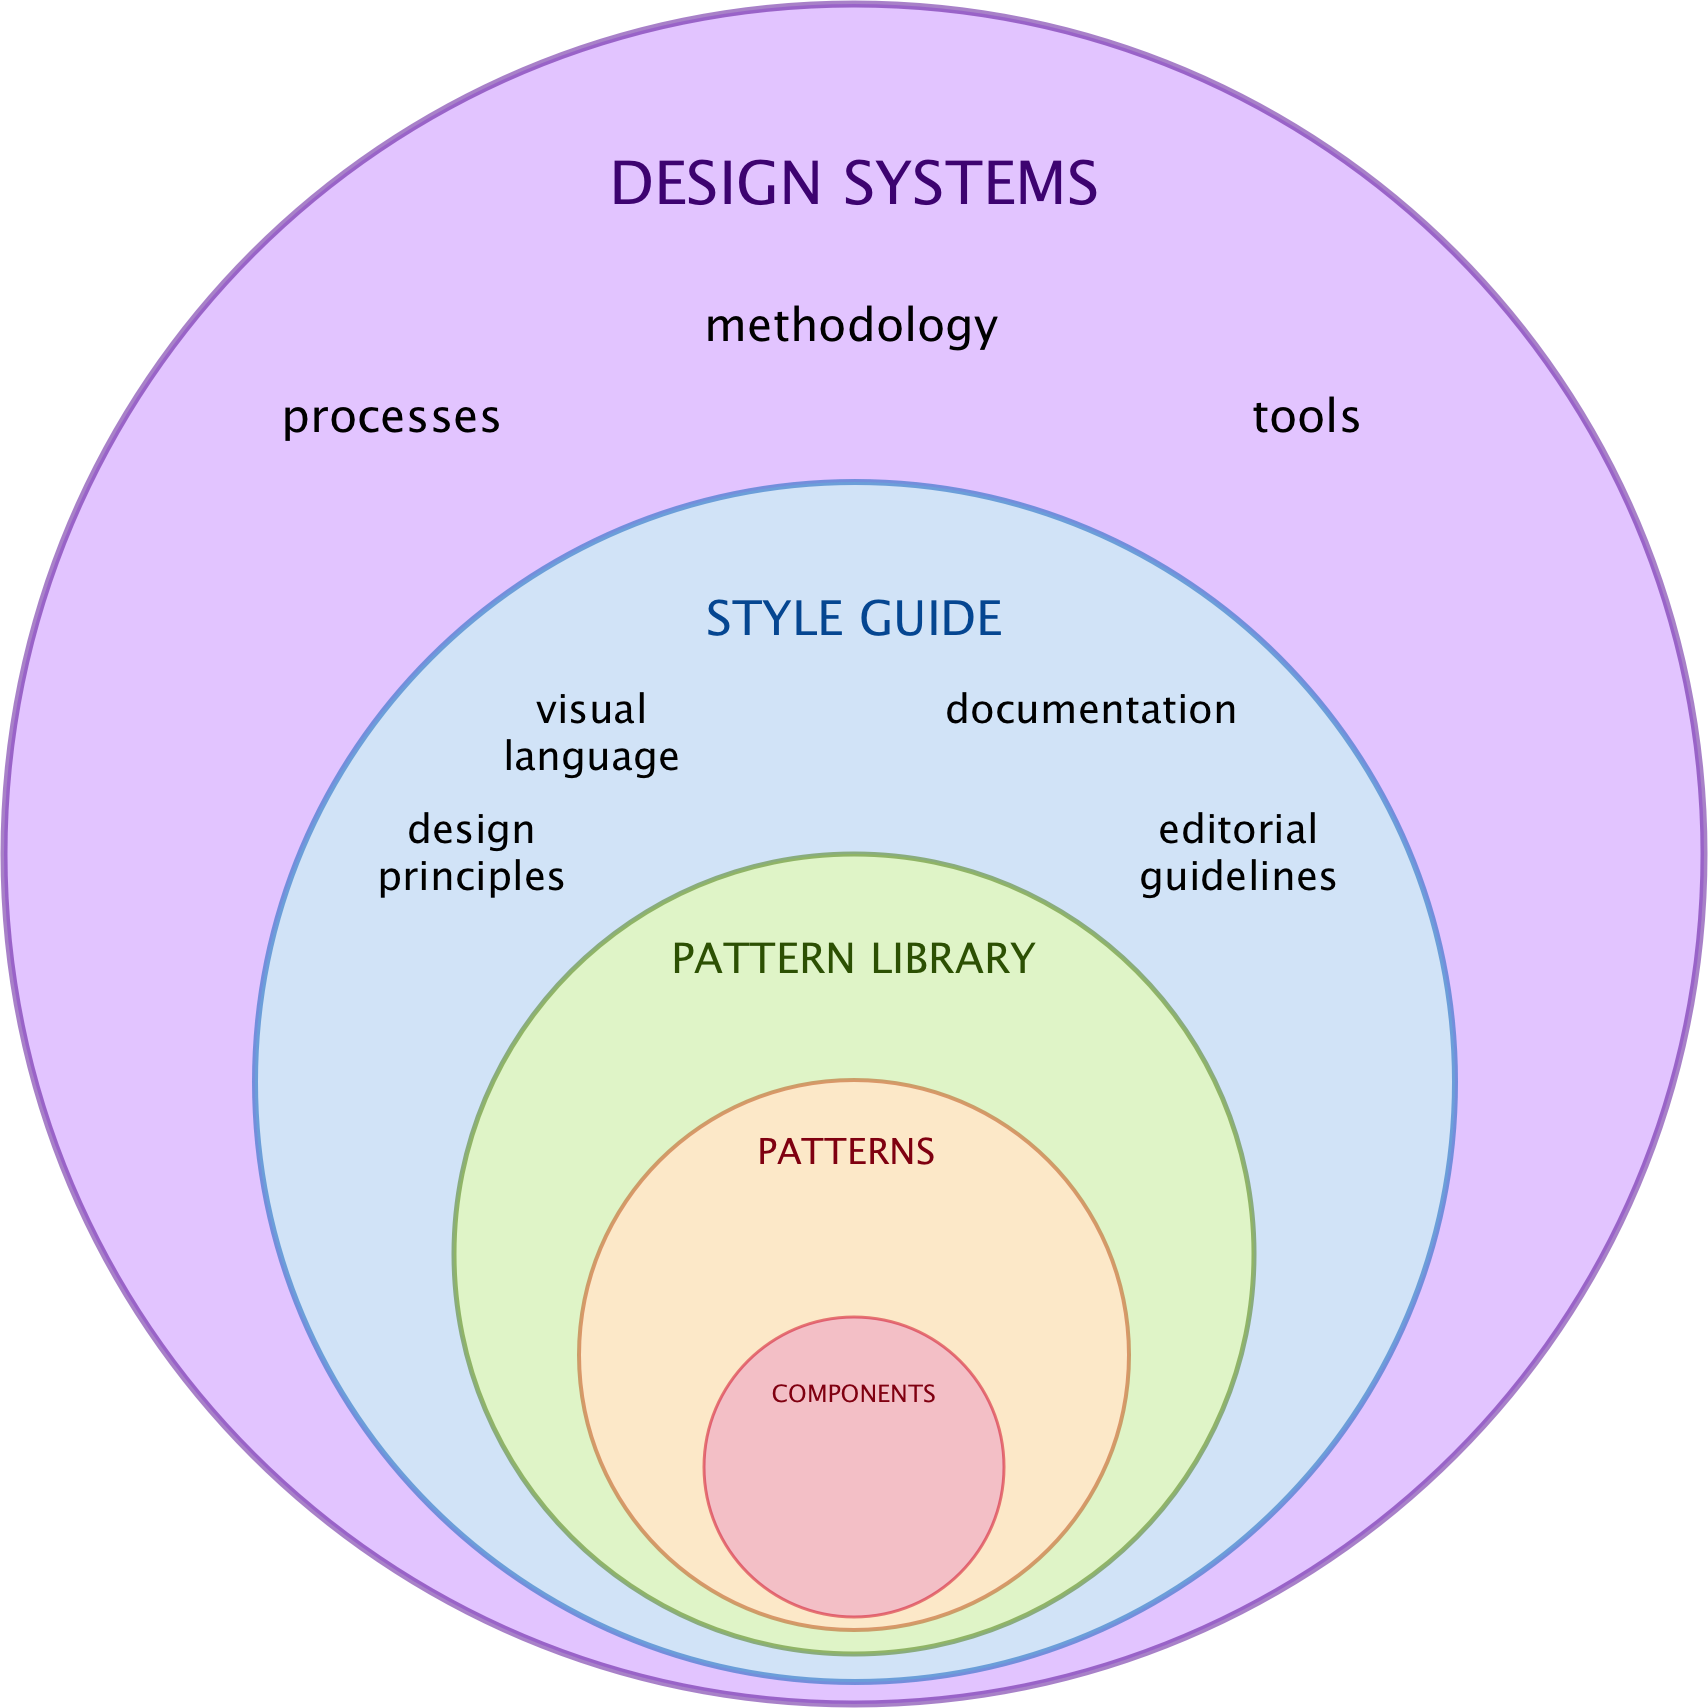 DESIGN SYSTEMS
methodology
processes
tools
STYLE GUIDE
visual
language
documentation
design
principles
editorial
guidelines
PATTERN LIBRARY
PATTERNS
COMPONENTS